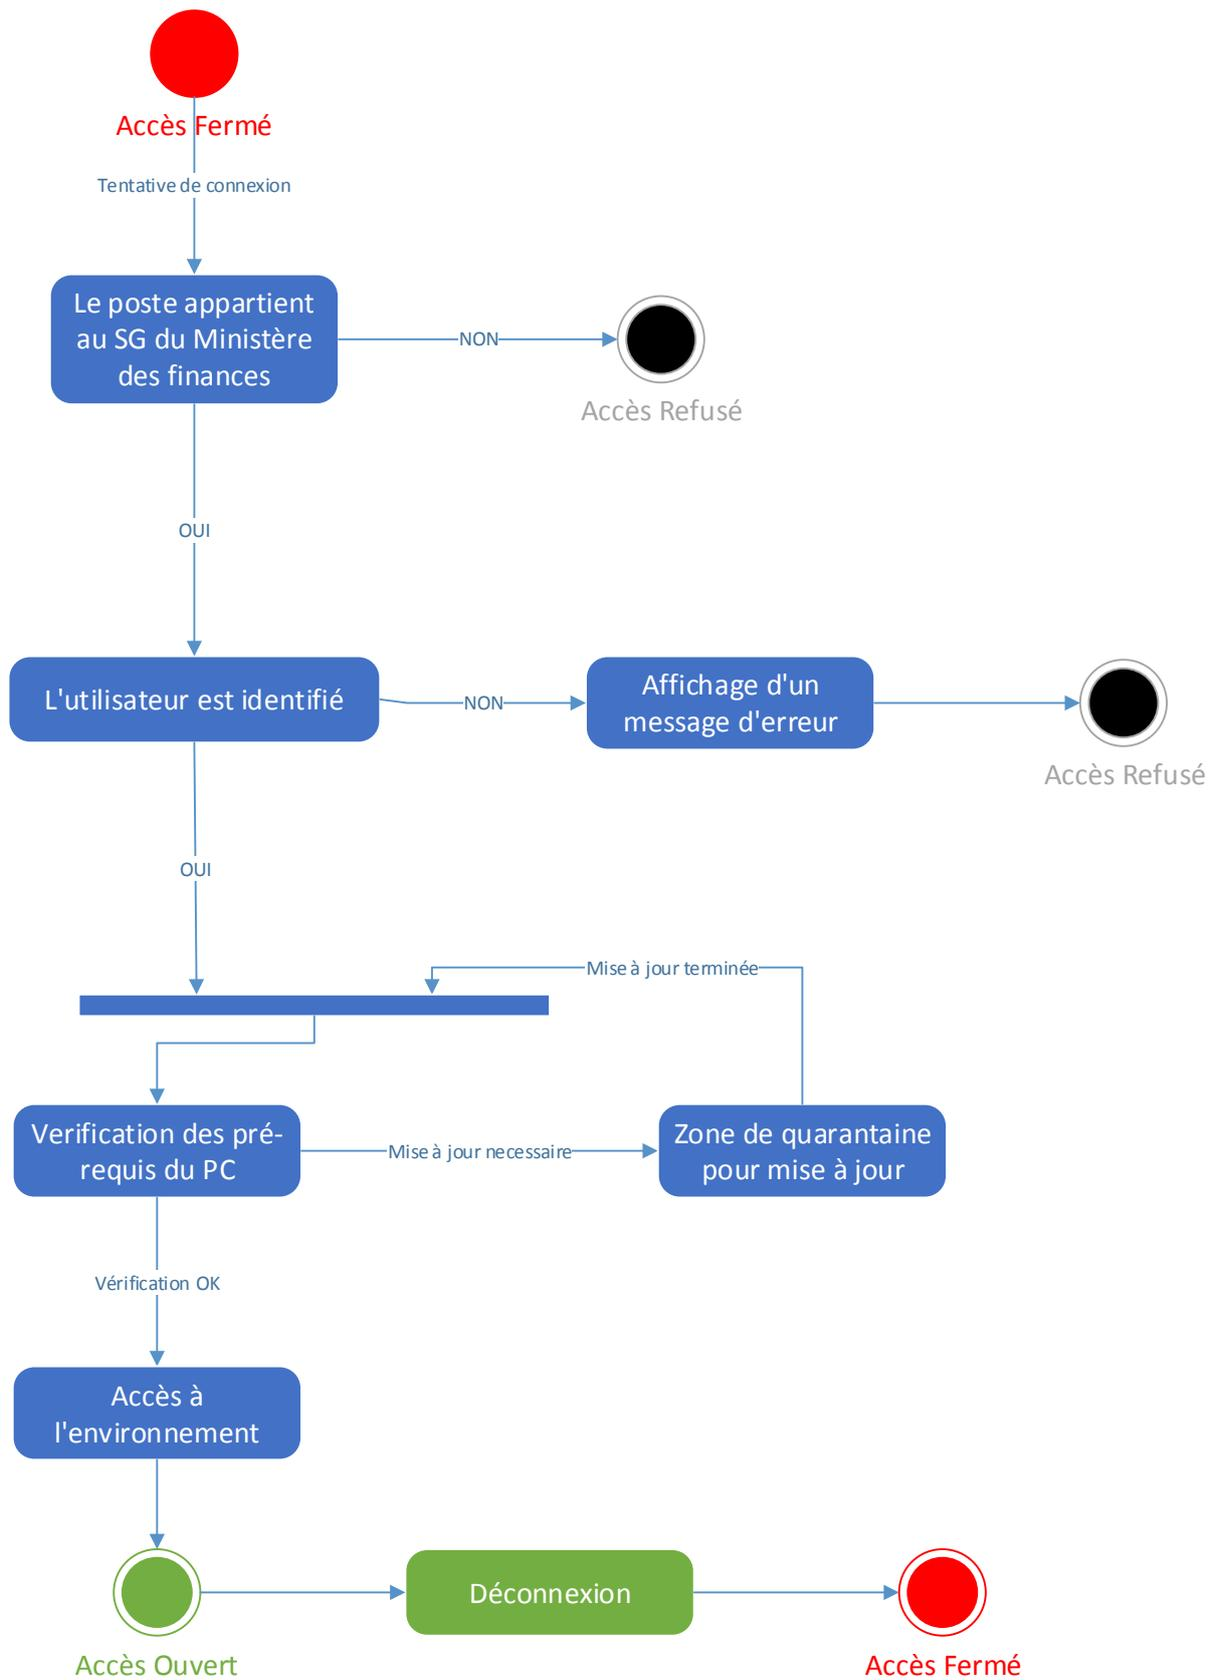 Accès Fermé
Tentative de connexion
Le poste appartient
au SG du Ministère
des finances
NON
Accès Refusé
OUI
L'utilisateur est identifié
NON
Affichage d'un
message d'erreur
Accès Refusé
OUI
Mise à jour terminée
Verification des pré-
requis du PC
Mise à jour necessaire
Zone de quarantaine
pour mise à jour
Vérification OK
Accès à
l'environnement
Déconnexion
Accès Ouvert
Accès Fermé